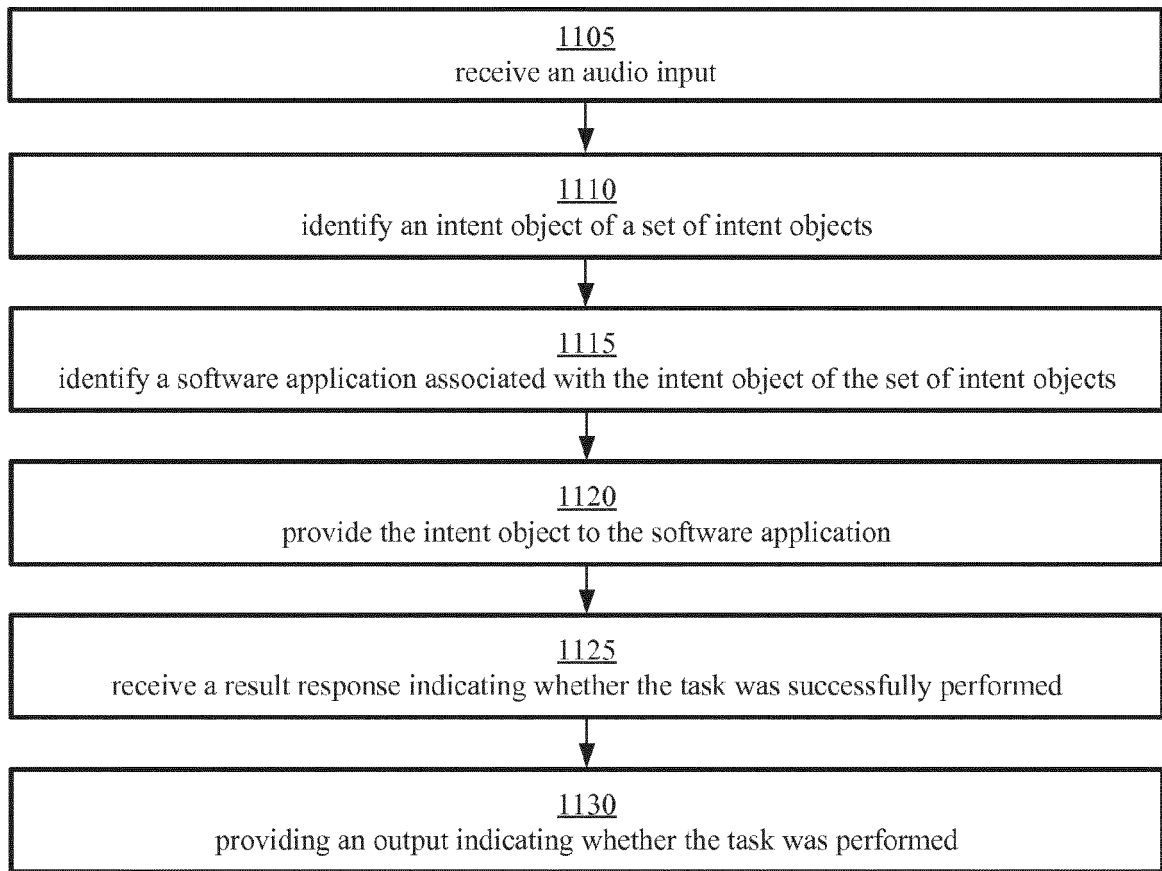 1105
receive an audio input
1110
identify an intent object of a set of intent objects
1115
identify a software application associated with the intent object of the set of intent objects
1120
provide the intent object to the software application
1125
receive a result response indicating whether the task was successfully performed
1130
providing an output indicating whether the task was performed